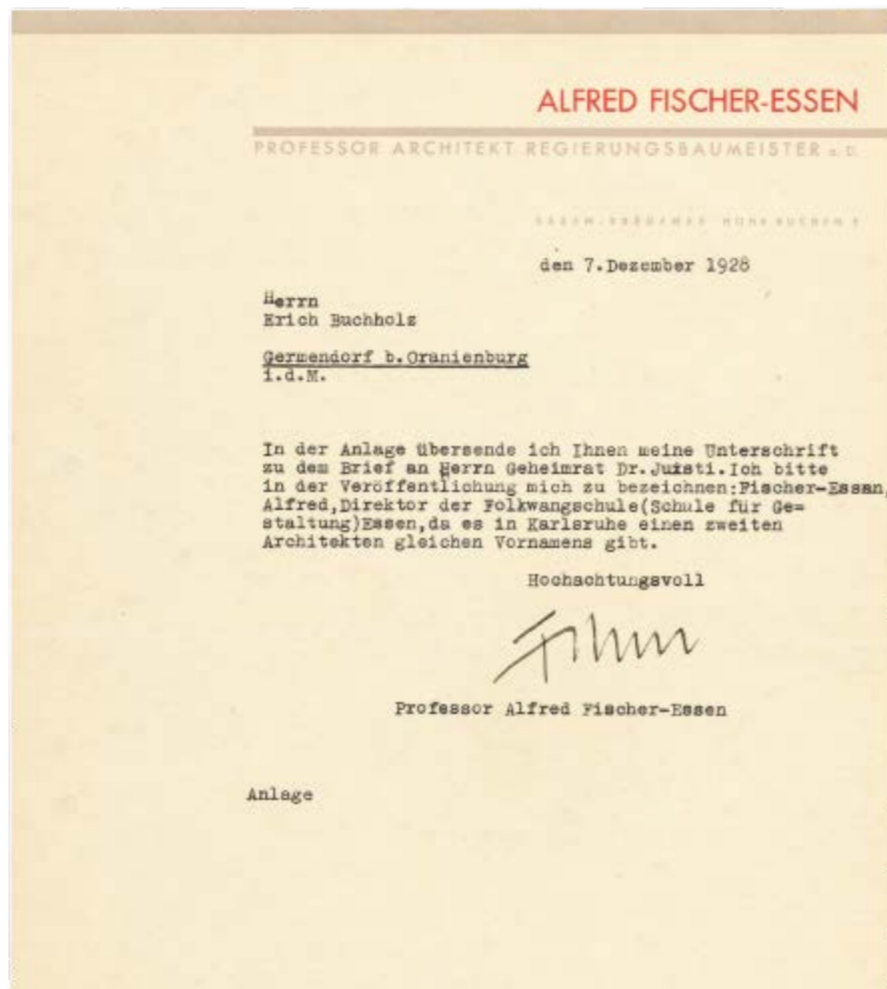 ALFRED FISCHER-ESSEN
PROFESSOR ARCHITEKT REGIERUNGSBAUMEISTER a. D.
den 7.Dezember 1928
Herrn
Erich Buchholz
Germendorf b.Oranienburg
i.d.M.
In der Anlage übersende ich Ihnen meine Unterschrift
zu dem Brief an Herrn Geheimrat Dr. Ich bitte
in der Veröffentlichung mich zu bezeichnen:Fischer-Essen,
Alfred,Direktor der Folkwangschule(Schule für Ge=
staltung)Essen,da es in Karlsruhe einen zweiten
Architekten gleichen Vornamens gibt.
Hochachtungsvoll
Professor Alfred Fischer-Essen
Anlage